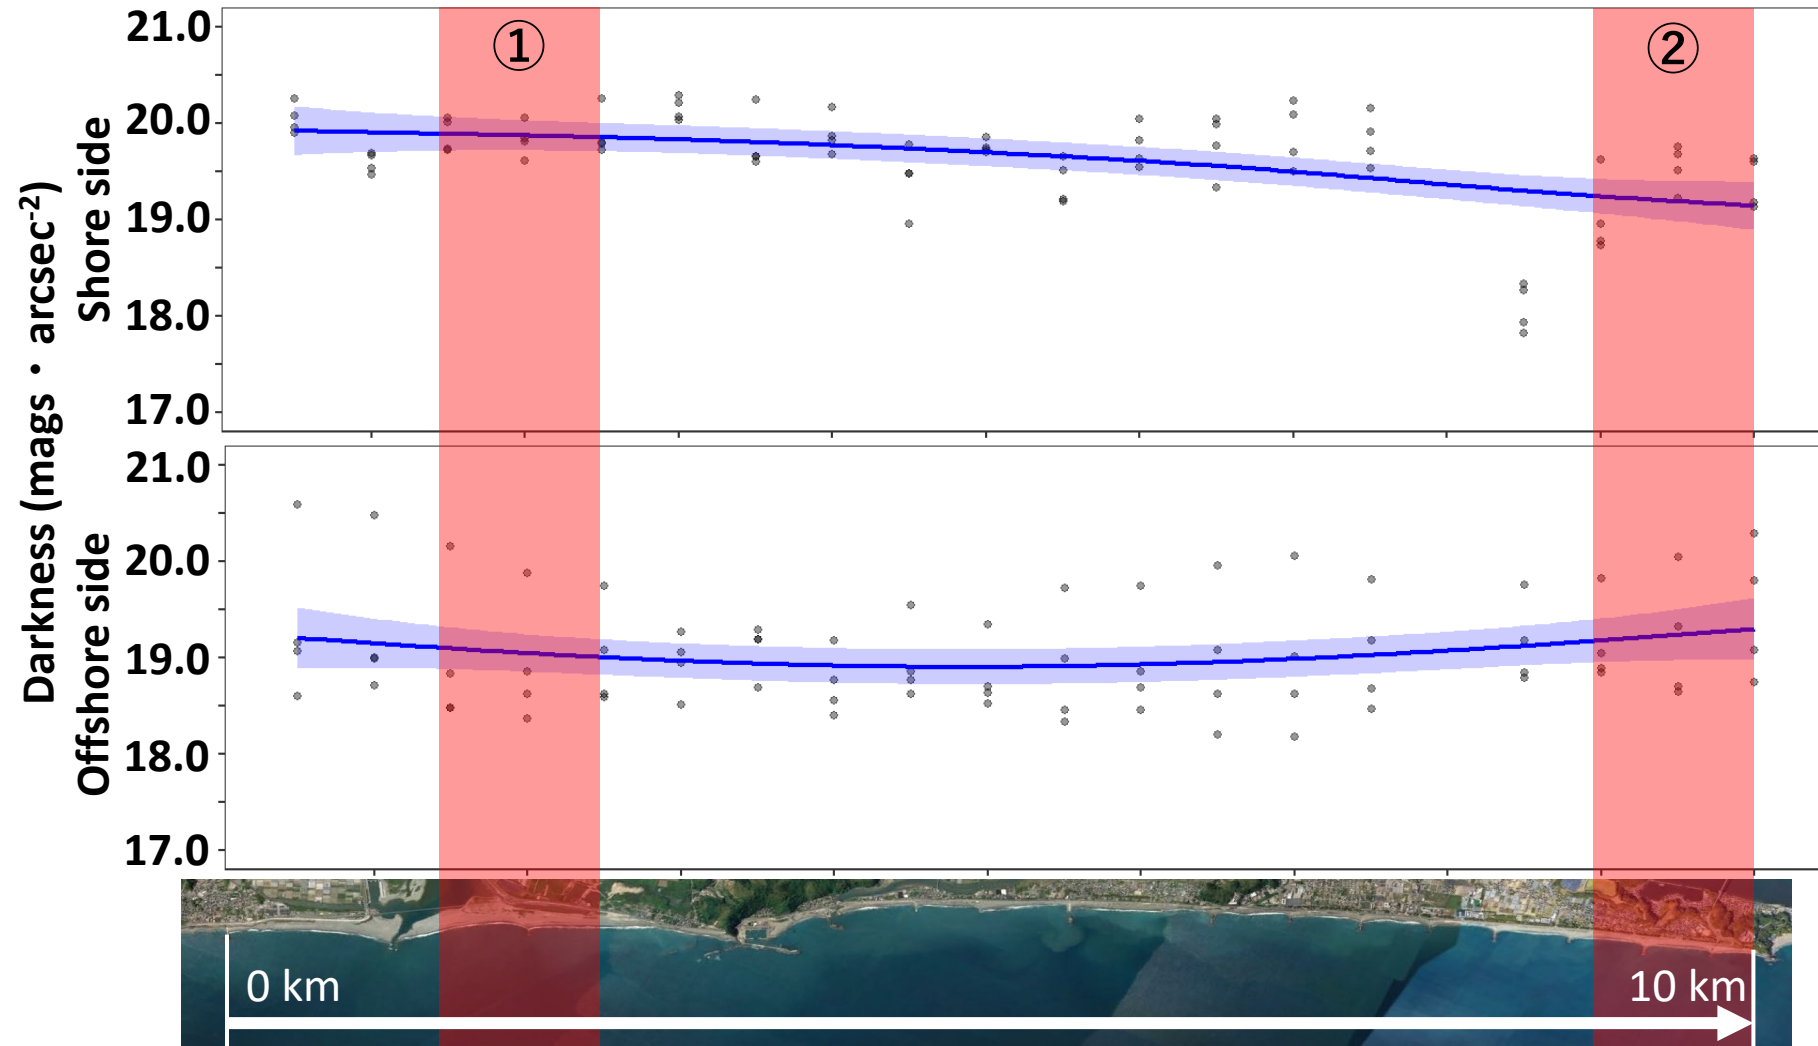 Darkness (mags・arcsec-2)
Shore side
21.0
20.0
19.0
18.0
17.0
①
②
Offshore side
21.0
20.0
19.0
18.0
17.0
0 km
10 km